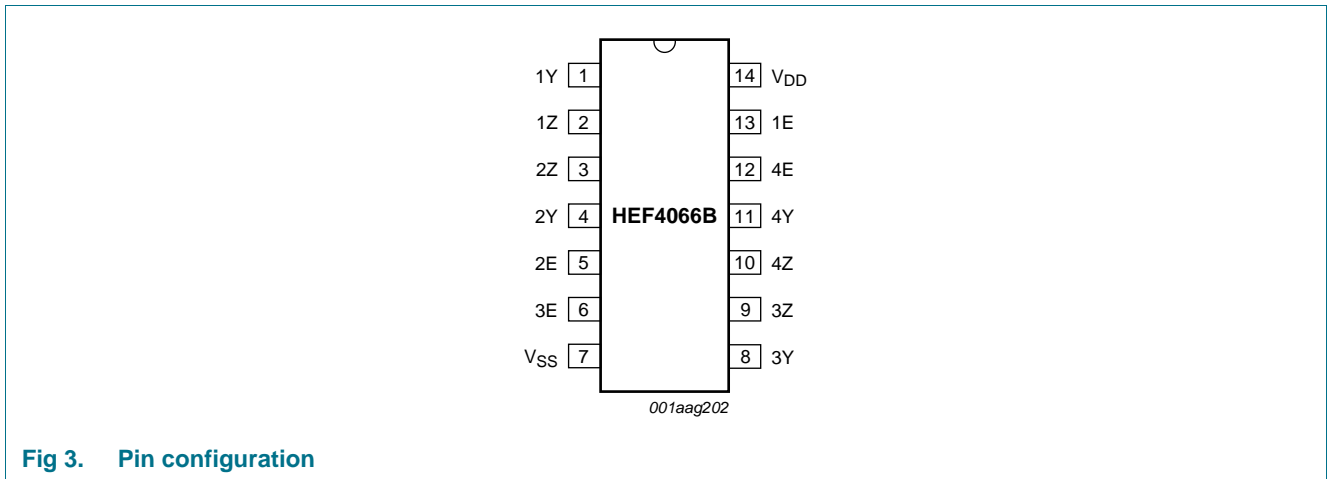 1Y 1 14 VDD
1Z 2 13 1E
2Z 3 12 4E
2Y 4 HEF4066B 11 4Y
2E 5 10 4Z
3E 6 9 3Z
VSS 7 8 3Y
001aag202
Fig 3. Pin configuration